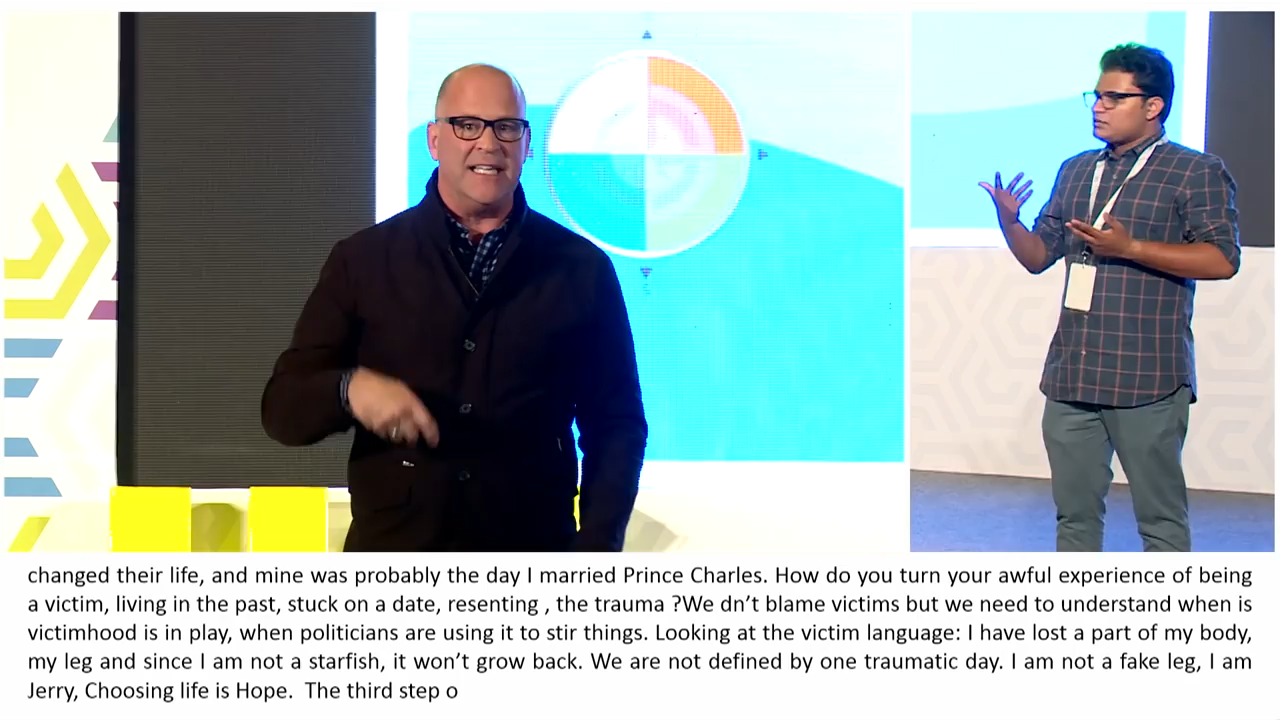 changed their life, and mine was probably the day I married Prince Charles. How do you turn your awful experience of being
a victim, living in the past, stuck on a date, resenting , the trauma ?We dn’t blame victims but we need to understand when is
victimhood is in play, when politicians are using it to stir things. Looking at the victim language: I have lost a part of my body,
my leg and since I am not a starfish, it won’t grow back. We are not defined by one traumatic day. I am not a fake leg, I am
Jerry, Choosing life is Hope.  The third step o